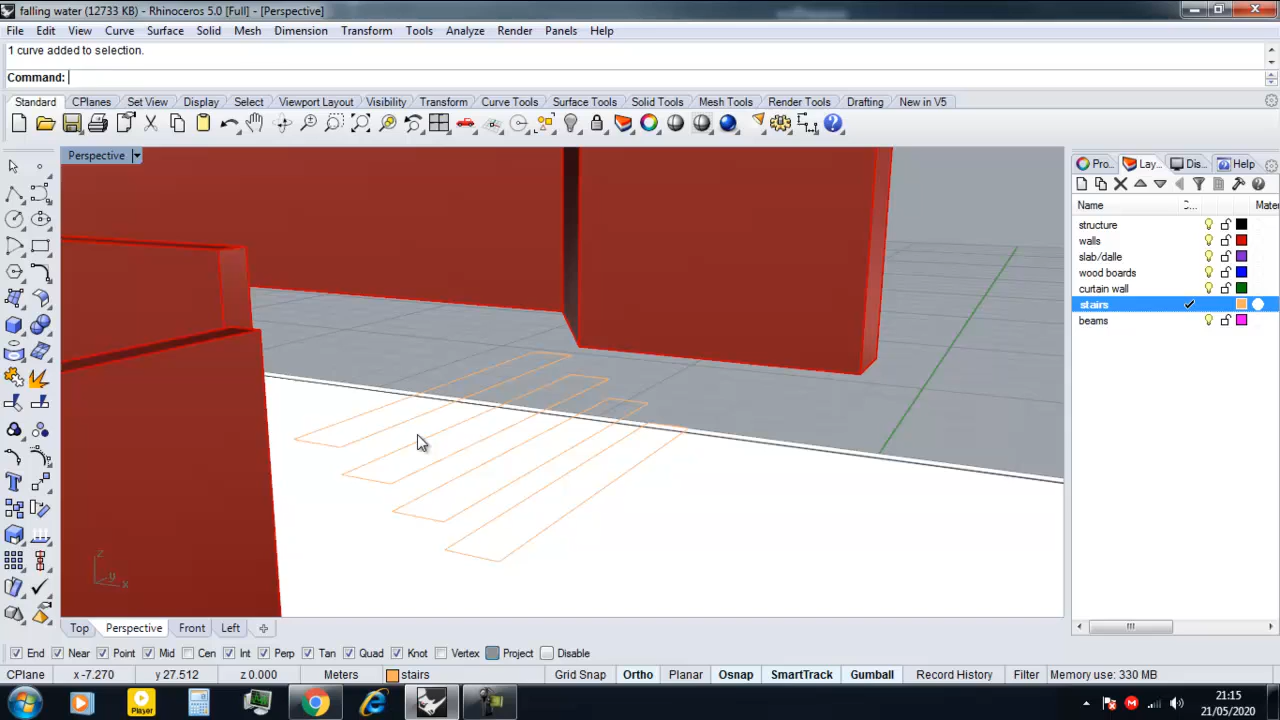 falling water (12733 KB) - Rhinoceros 5.0 [Full] - [Perspective]
File Edit View Curve Surface Solid Mesh Dimension Transform Tools Analyze Render Panels Help
1 curve added to selection.
Command:
Standard CPlanes Set View Display Select Viewport Layout Visibility Transform Curve Tools Surface Tools Solid Tools Mesh Tools Render Tools Drafting New in V5
Perspective
Pro... Lay... Dis... Help
Name C... Mater
structure
walls
slab/dalle
wood boards
curtain wall
stairs
beams
z
y
x
Top Perspective Front Left
End Near Point Mid Cen Int Perp Tan Quad Knot Vertex Project Disable
CPlane x -7.270 y 27.512 z 0.000 Meters stairs Grid Snap Ortho Planar Osnap SmartTrack Gumball Record History Filter Memory use: 330 MB
Player
21:15
21/05/2020